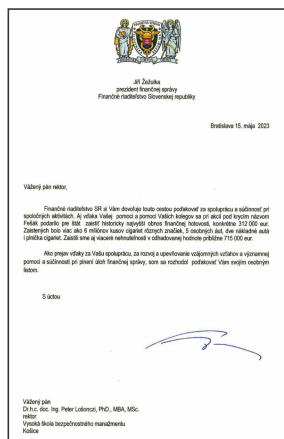 Jiří Žežulka
prezident finančnej správy
Finančné riaditeľstvo Slovenskej republiky
Bratislava 15. mája 2023
Vážený pán rektor,
Finančné riaditeľstvo SR si Vám dovoľuje touto cestou poďakovať za spoluprácu a súčinnosť pri
spoločných aktivitách. Aj vďaka Vašej pomoci a pomoci Vašich kolegov sa pri akcii pod krycím názvom
Fešák podarilo pre štát zaistiť historicky najvyšší obnos finančnej hotovosti, konkrétne 312 000 eur.
Zaistených bolo viac ako 6 miliónov kusov cigariet rôznych značiek, 5 osobných áut, dve nákladné autá
i plnička cigariet. Zaistili sme aj viaceré nehnuteľnosti v odhadovanej hodnote približne 715 000 eur.
Ako prejav vďaky za Vašu spoluprácu, za rozvoj a upevňovanie vzájomných vzťahov a významnej
pomoci a súčinnosti pri plnení úloh finančnej správy, som sa rozhodol poďakovať Vám svojím osobným
listom.
S úctou
Vážený pán
Dr.h.c. doc. Ing. Peter Lošonczi, PhD., MBA, MSc.
rektor
Vysoká škola bezpečnostného manažmentu
Košice